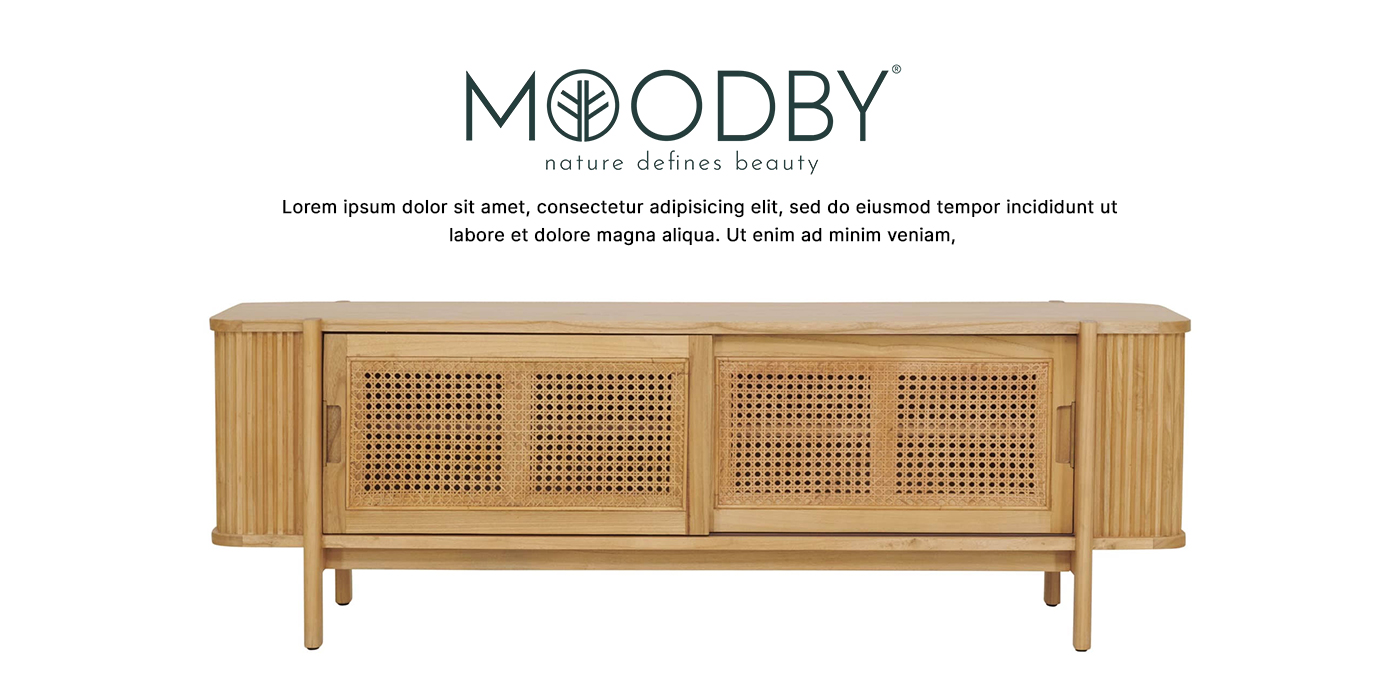 MOODBY®
nature defines beauty
Lorem ipsum dolor sit amet, consectetur adipisicing elit, sed do eiusmod tempor incididunt ut
labore et dolore magna aliqua. Ut enim ad minim veniam,